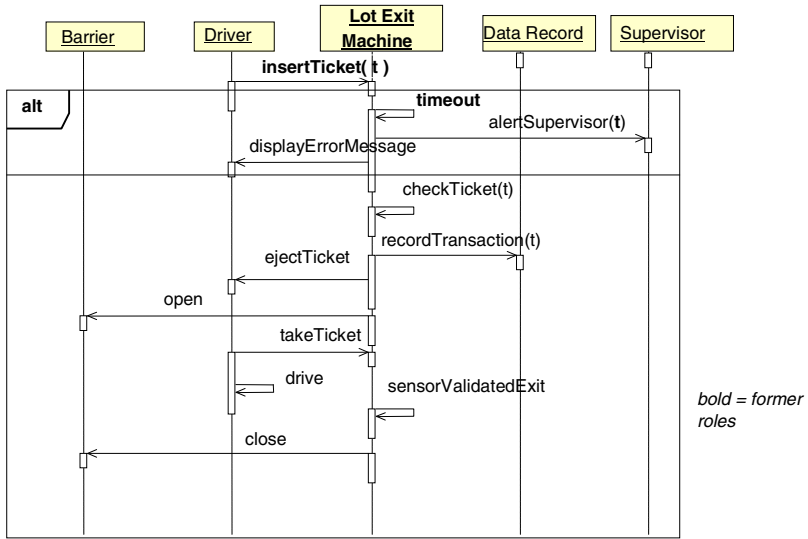 Barrier
Driver
Lot Exit
Machine
Data Record
Supervisor
insertTicket( t )
alt
timeout
alertSupervisor(t)
displayErrorMessage
checkTicket(t)
recordTransaction(t)
ejectTicket
open
takeTicket
drive
sensorValidatedExit
bold = former
roles
close